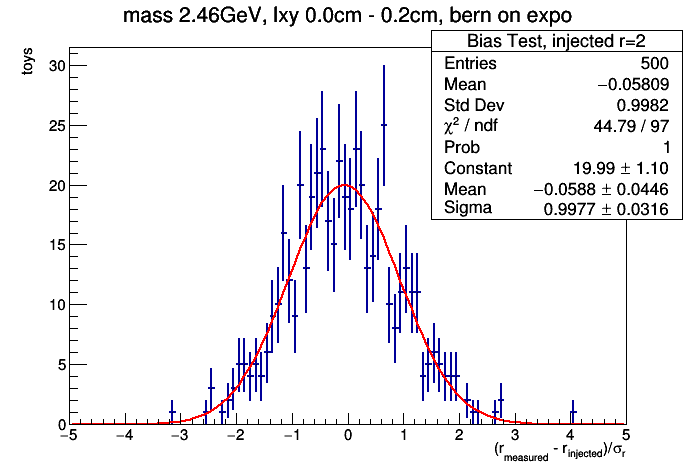 mass 2.46GeV, lxy 0.0cm - 0.2cm, bern on expo
Bias Test, injected r=2
Entries 500
Mean −0.05809
Std Dev 0.9982
χ² / ndf 44.79 / 97
Prob 1
Constant 19.99 ± 1.10
Mean −0.0588 ± 0.0446
Sigma 0.9977 ± 0.0316
toys
30
25
20
15
10
5
0
−5 −4 −3 −2 −1 0 1 2 3 4 5
(r_measured - r_injected)/σ_r